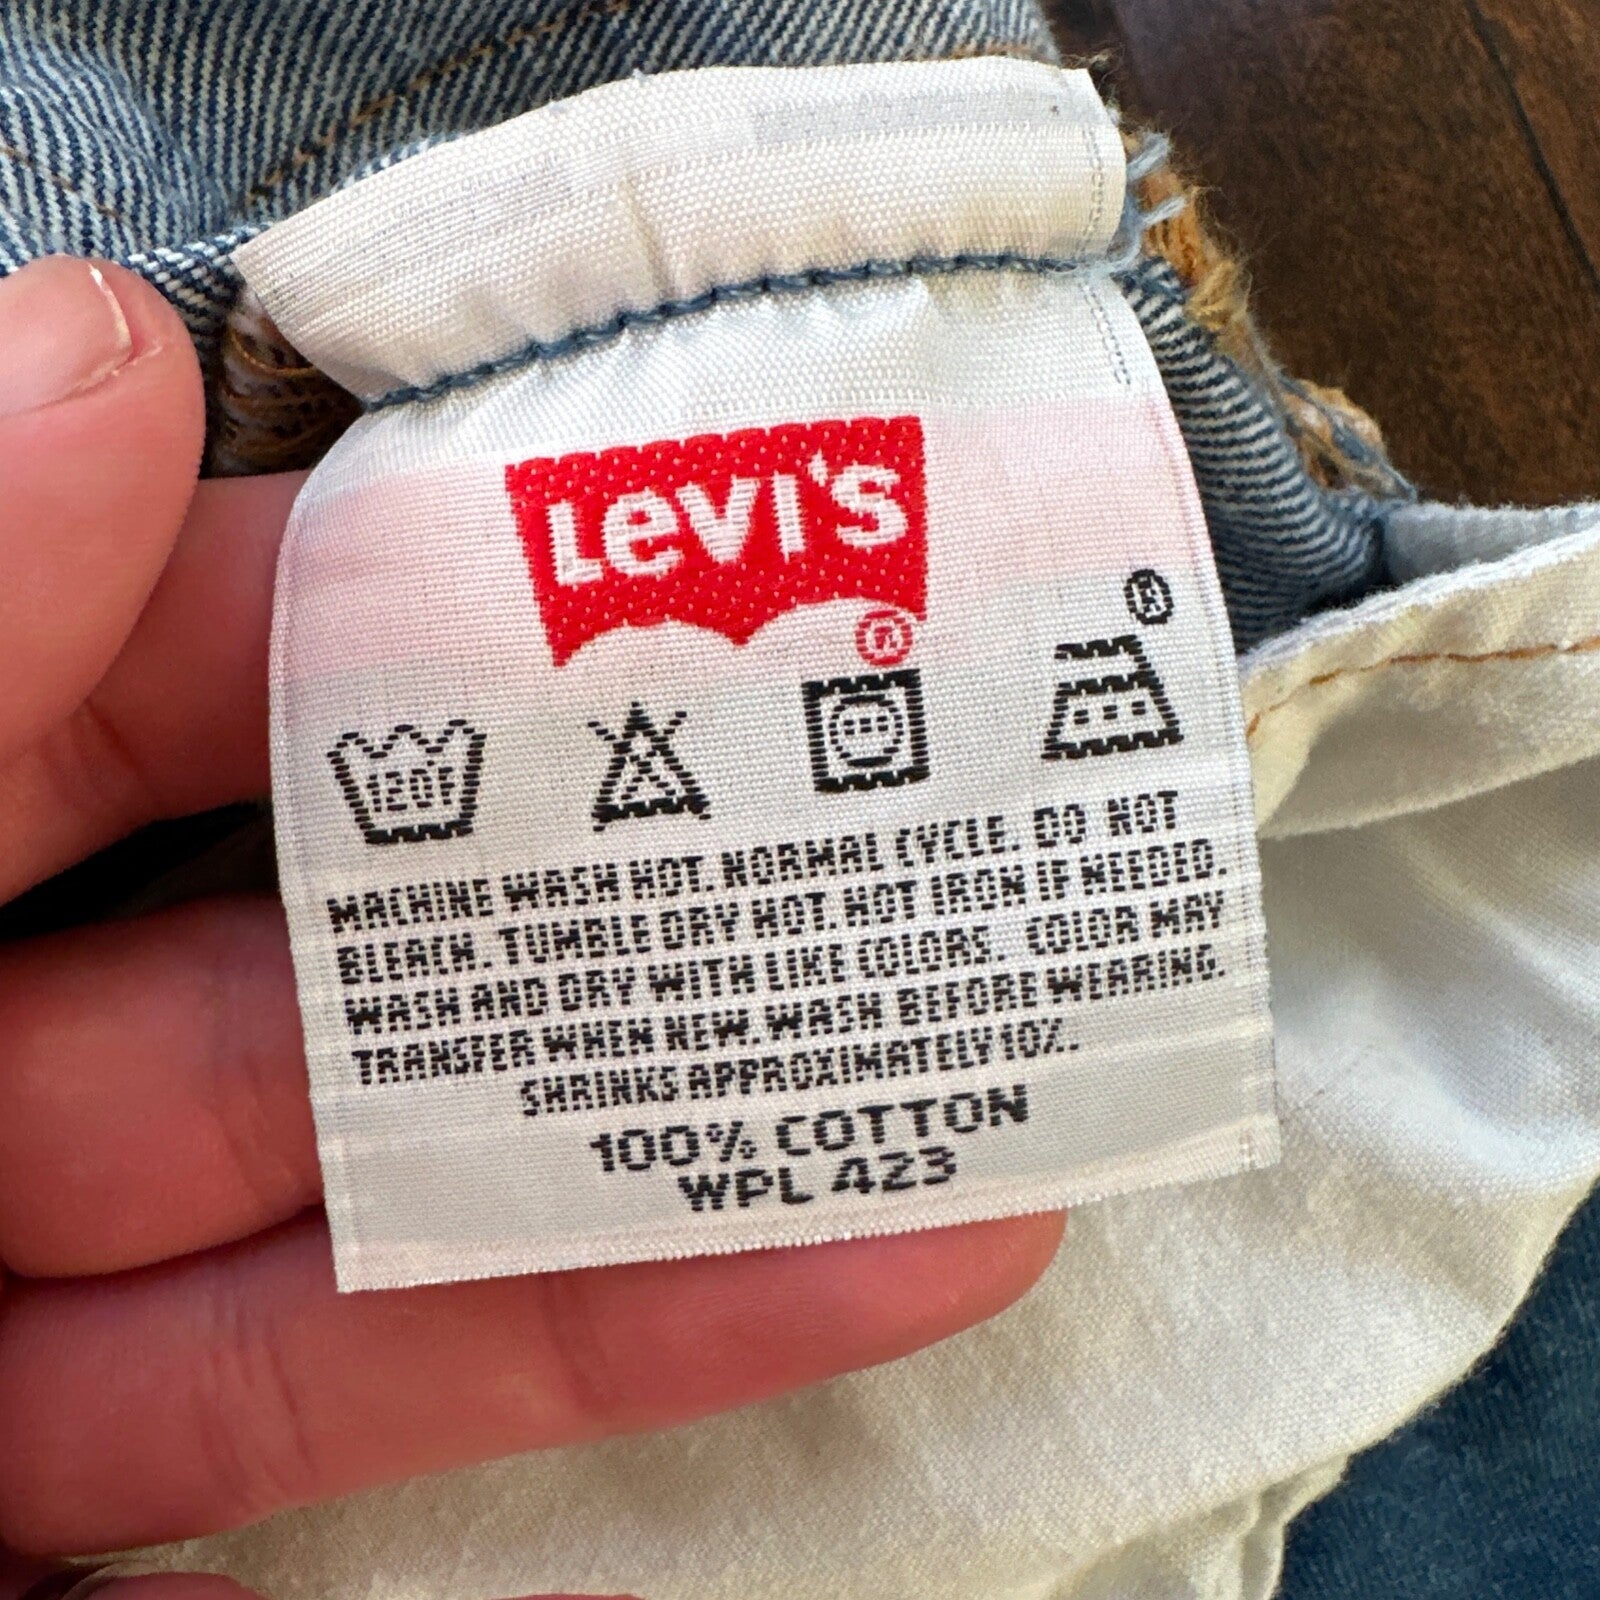 Levi's
®
®
120F
MACHINE WASH HOT. NORMAL CYCLE. DO NOT
BLEACH. TUMBLE DRY HOT. HOT IRON IF NEEDED.
WASH AND DRY WITH LIKE COLORS. COLOR MAY
TRANSFER WHEN NEW. WASH BEFORE WEARING.
SHRINKS APPROXIMATELY 10%.
100% COTTON
WPL 423